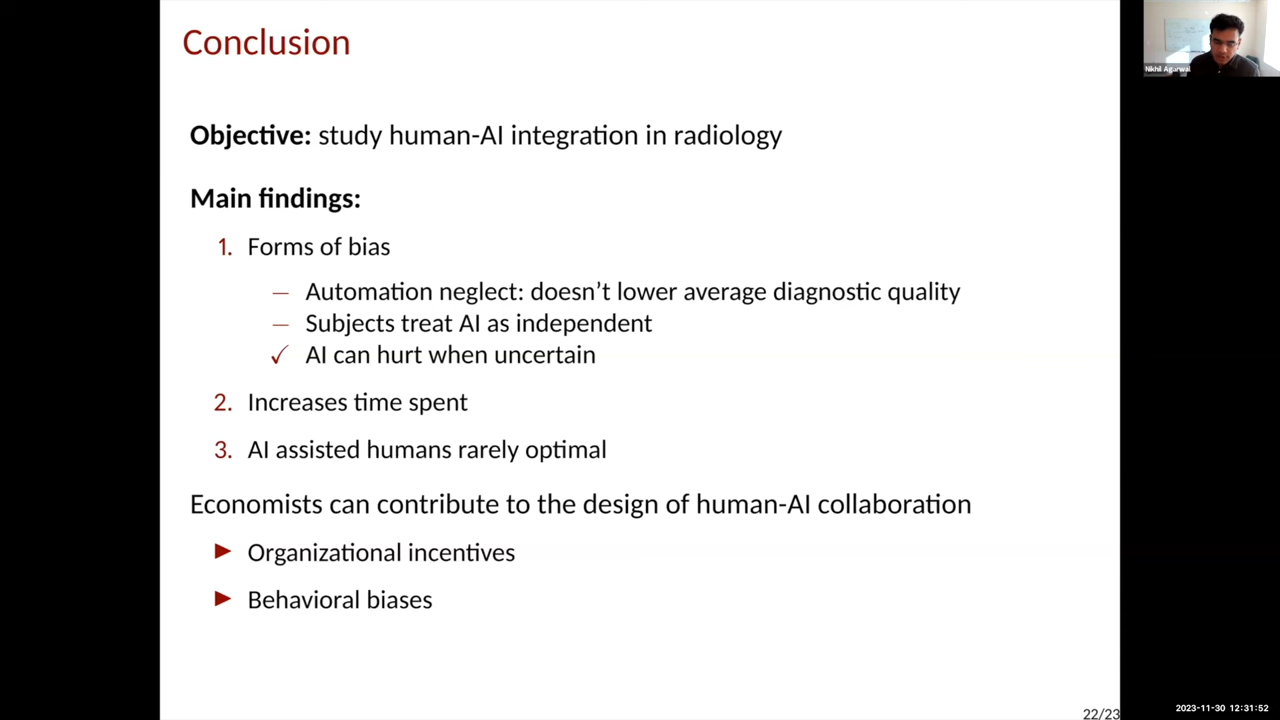 Conclusion
Nikhil Agarwal
Objective: study human-AI integration in radiology
Main findings:
1. Forms of bias
– Automation neglect: doesn’t lower average diagnostic quality
– Subjects treat AI as independent
✓ AI can hurt when uncertain
2. Increases time spent
3. AI assisted humans rarely optimal
Economists can contribute to the design of human-AI collaboration
► Organizational incentives
► Behavioral biases
22/23
2023-11-30 12:31:52